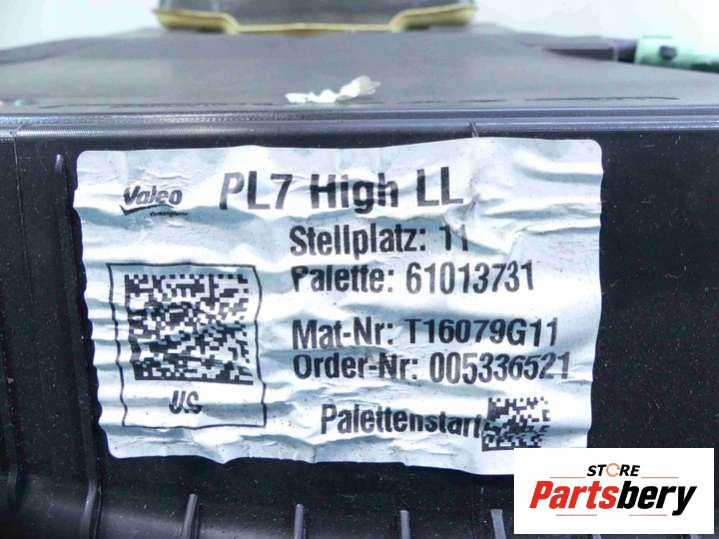 Valeo PL7 High LL
Stellplatz: 11
Palette: 61013731
Mat-Nr: T16079G11
Order-Nr: 005336521
US
Palettenstart
STORE
Partsbery